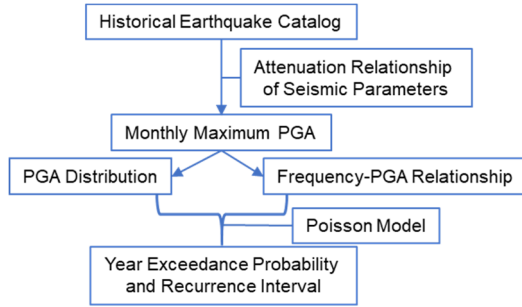 Historical Earthquake Catalog
Attenuation Relationship
of Seismic Parameters
Monthly Maximum PGA
PGA Distribution
Frequency-PGA Relationship
Poisson Model
Year Exceedance Probability
and Recurrence Interval